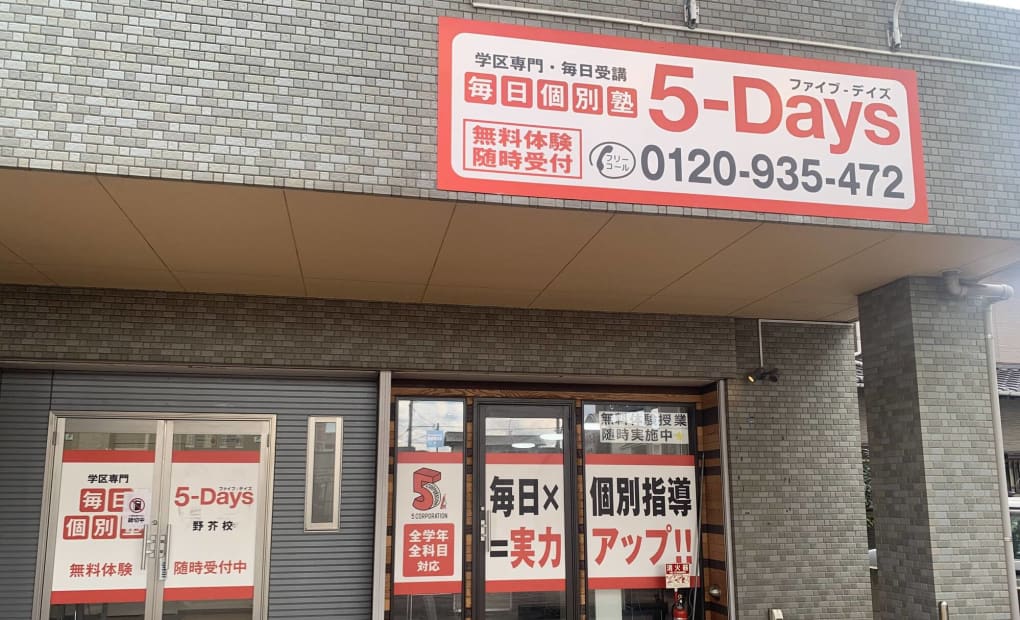 学区専門・毎日受講
毎日個別塾
5-Days
ファイブ-デイズ
無料体験
随時受付
フリーコール
0120-935-472
学区専門
毎日
個別塾
無料体験
ファイブ-デイズ
5-Days
野芥校
随時受付中
5
5 CORPORATION
全学年
全科目
対応
無料体験授業
随時実施中
毎日×個別指導
=実力アップ!!
消火器